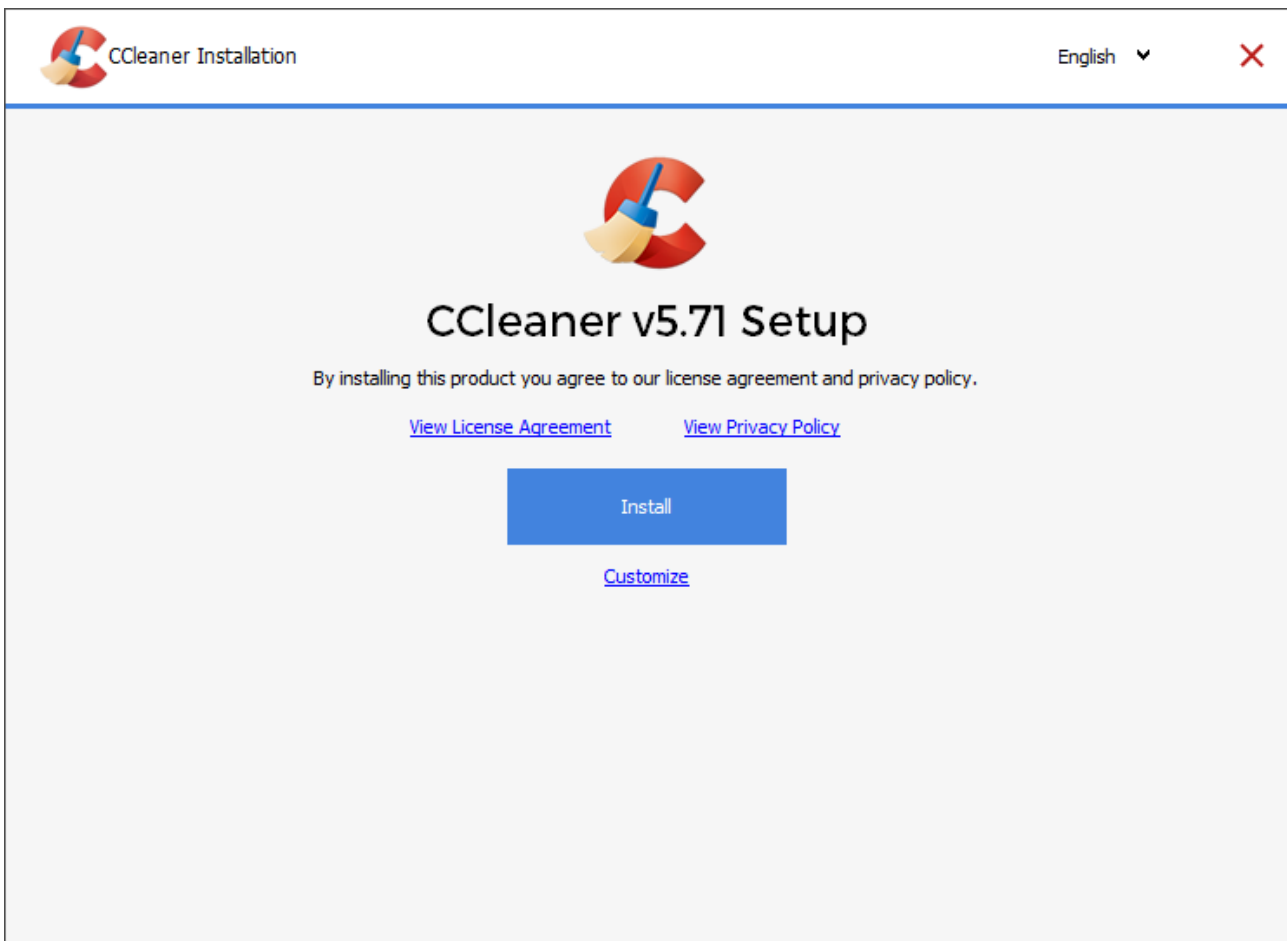 CCleaner Installation
English
CCleaner v5.71 Setup
By installing this product you agree to our license agreement and privacy policy.
View License Agreement
View Privacy Policy
Install
Customize